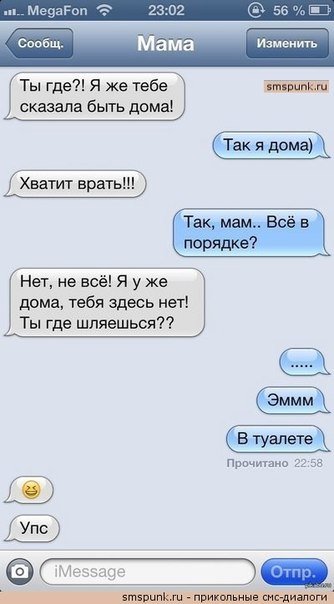 MegaFon 23:02 56 %
Сообщ. Мама Изменить
smspunk.ru
Ты где?! Я же тебе
сказала быть дома!
Так я дома)
Хватит врать!!!
Так, мам.. Всё в
порядке?
Нет, не всё! Я у же
дома, тебя здесь нет!
Ты где шляешься??
.....
Эммм
В туалете
Прочитано 22:58
Упс
iMessage Отпр.
smspunk.ru - прикольные смс-диалоги